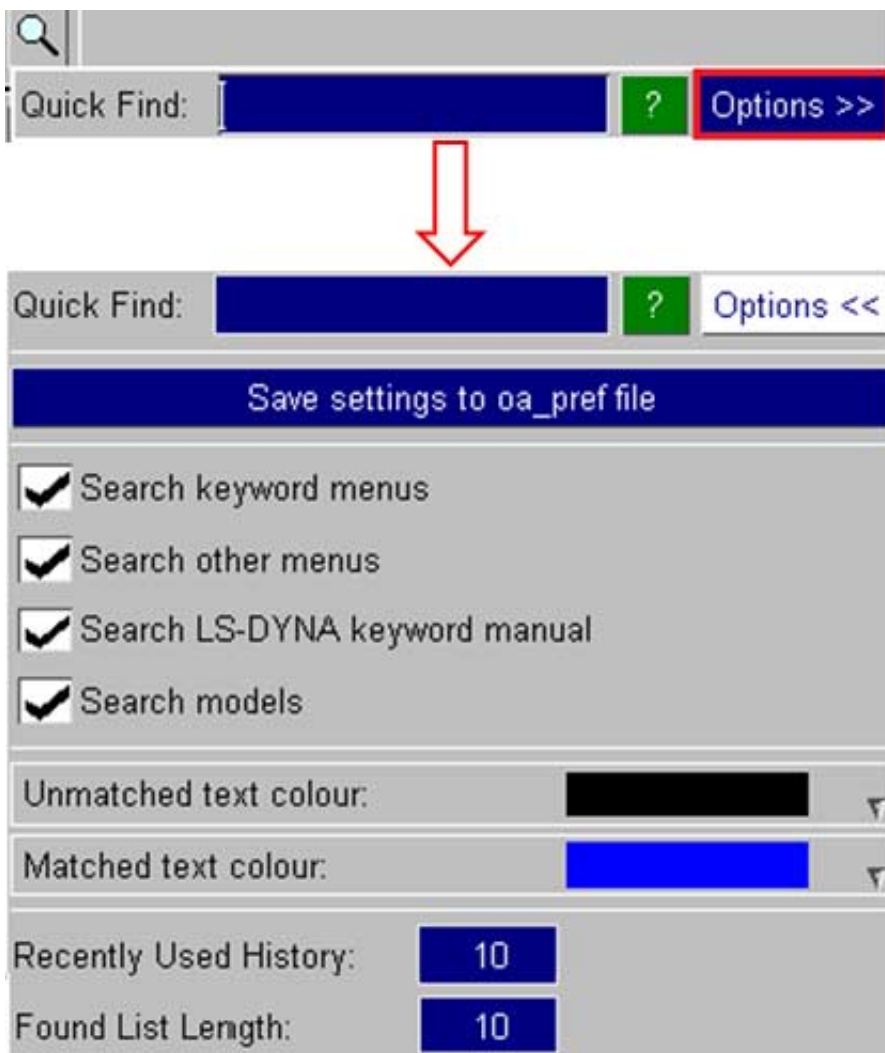 Quick Find: ? Options >>
Quick Find: ? Options <<
Save settings to oa_pref file
Search keyword menus
Search other menus
Search LS-DYNA keyword manual
Search models
Unmatched text colour:
Matched text colour:
Recently Used History: 10
Found List Length: 10